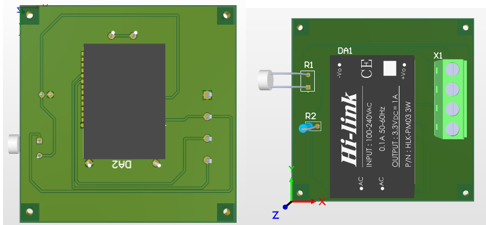 DA2
DA1
X1
R1
R2
-Vo
CE
+Vo
Hi-link
INPUT : 100-240VAC
0.1A 50-60Hz
OUTPUT : 3.3VDC=1A
P/N : HLK-PM03 3W
AC
AC
Y
X
Z